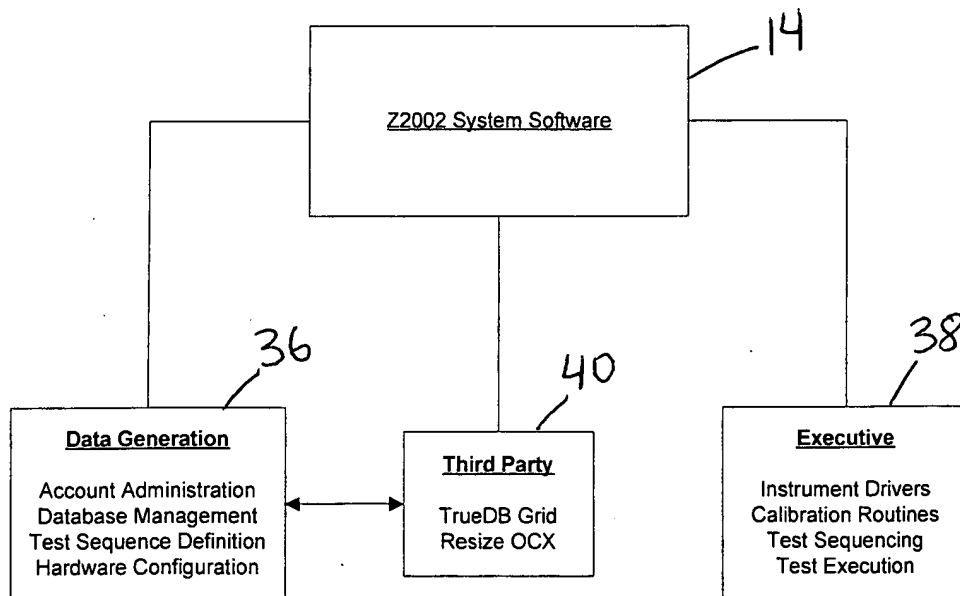 14
Z2002 System Software
36
40
38
Data Generation
Account Administration
Database Management
Test Sequence Definition
Hardware Configuration
Third Party
TrueDB Grid
Resize OCX
Executive
Instrument Drivers
Calibration Routines
Test Sequencing
Test Execution